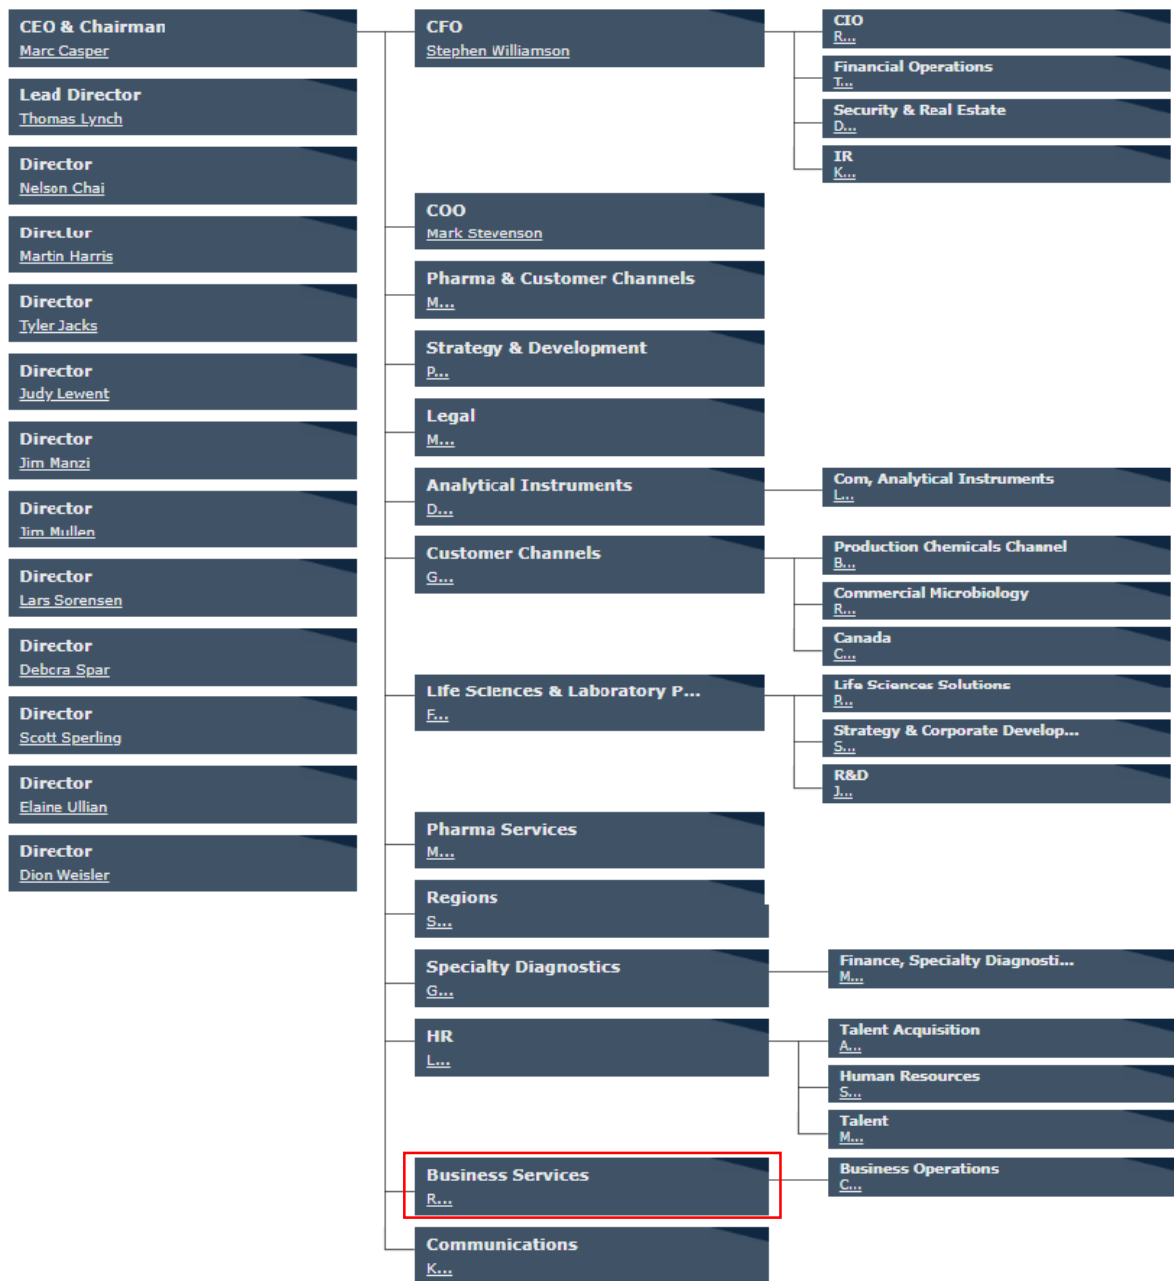 CEO & Chairman
Marc Casper
Lead Director
Thomas Lynch
Director
Nelson Chai
Director
Martin Harris
Director
Tyler Jacks
Director
Judy Lewent
Director
Jim Manzi
Director
Jim Mullen
Director
Lars Sorensen
Director
Debora Spar
Director
Scott Sperling
Director
Elaine Ullian
Director
Dion Weisler
CFO
Stephen Williamson
COO
Mark Stevenson
Pharma & Customer Channels
M...
Strategy & Development
P...
Legal
M...
Analytical Instruments
D...
Customer Channels
G...
Life Sciences & Laboratory P...
F...
Pharma Services
M...
Regions
S...
Specialty Diagnostics
G...
HR
L...
Business Services
R...
Communications
K...
CIO
R...
Financial Operations
T...
Security & Real Estate
D...
IR
K...
Com, Analytical Instruments
L...
Production Chemicals Channel
B...
Commercial Microbiology
R...
Canada
C...
Life Sciences Solutions
P...
Strategy & Corporate Develop...
S...
R&D
J...
Finance, Specialty Diagnosti...
M...
Talent Acquisition
A...
Human Resources
S...
Talent
M...
Business Operations
C...